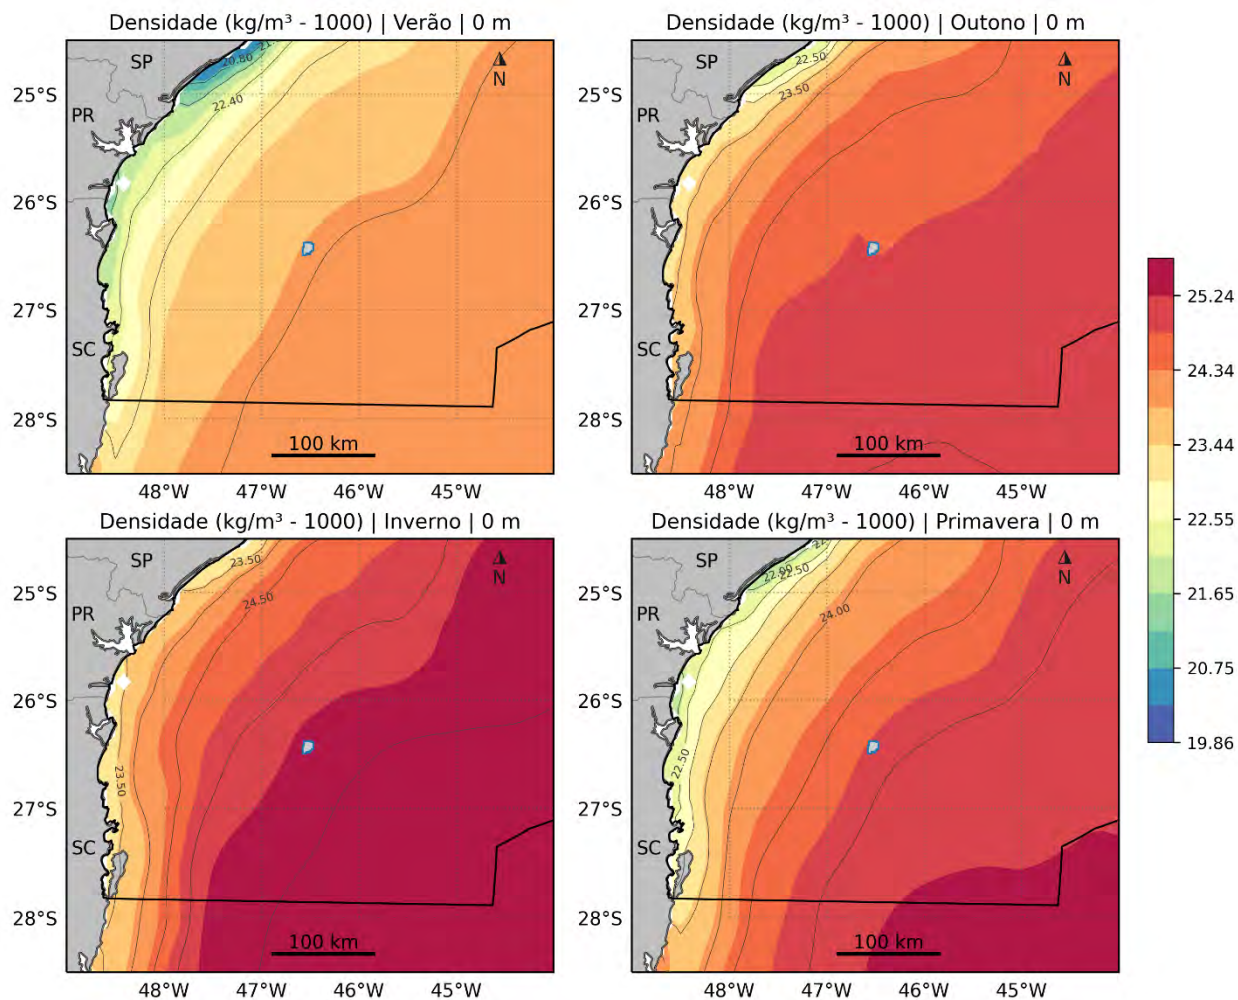 Densidade (kg/m³ - 1000) | Verão | 0 m
SP
PR
SC
N
20.80
22.40
25°S
26°S
27°S
28°S
100 km
48°W
47°W
46°W
45°W
Densidade (kg/m³ - 1000) | Outono | 0 m
SP
PR
SC
N
22.50
23.50
25°S
26°S
27°S
28°S
100 km
48°W
47°W
46°W
45°W
Densidade (kg/m³ - 1000) | Inverno | 0 m
SP
PR
SC
N
23.50
24.50
23.50
25°S
26°S
27°S
28°S
100 km
48°W
47°W
46°W
45°W
Densidade (kg/m³ - 1000) | Primavera | 0 m
SP
PR
SC
N
22.50
24.00
22.50
25°S
26°S
27°S
28°S
100 km
48°W
47°W
46°W
45°W
25.24
24.34
23.44
22.55
21.65
20.75
19.86